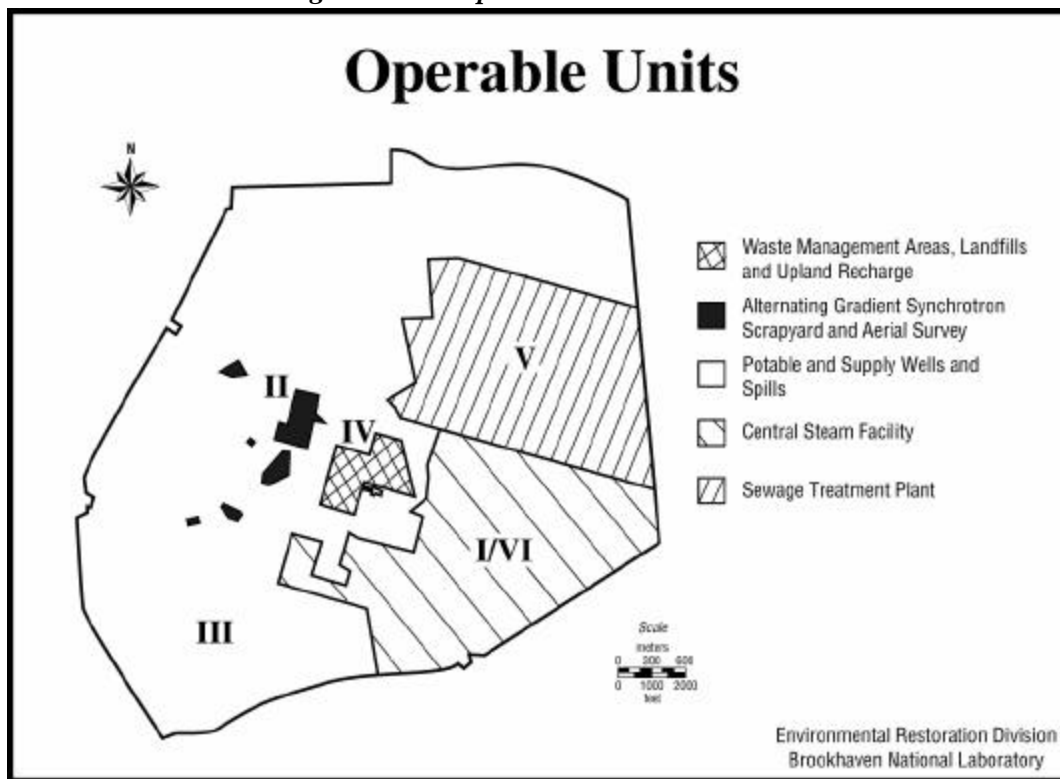 Operable Units
N
Waste Management Areas, Landfills
and Upland Recharge
Alternating Gradient Synchrotron
Scrapyard and Aerial Survey
Potable and Supply Wells and
Spills
Central Steam Facility
Sewage Treatment Plant
V
II
IV
I/VI
III
Scale
meters
0 300 600
0 1000 2000
feet
Environmental Restoration Division
Brookhaven National Laboratory